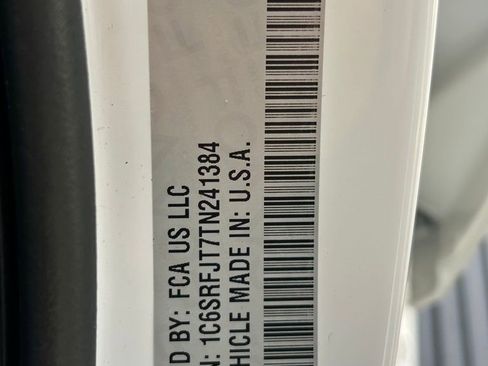 D BY: FCA US LLC
N: 1C6SRFJT7TN241384
HICLE MADE IN: U.S.A.